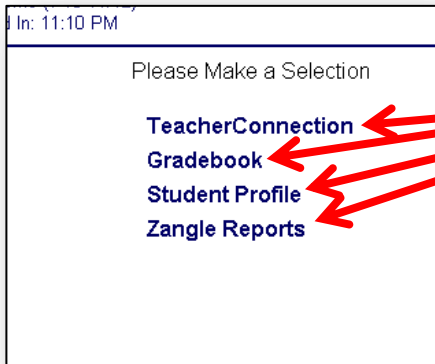 d In: 11:10 PM
Please Make a Selection
TeacherConnection
Gradebook
Student Profile
Zangle Reports